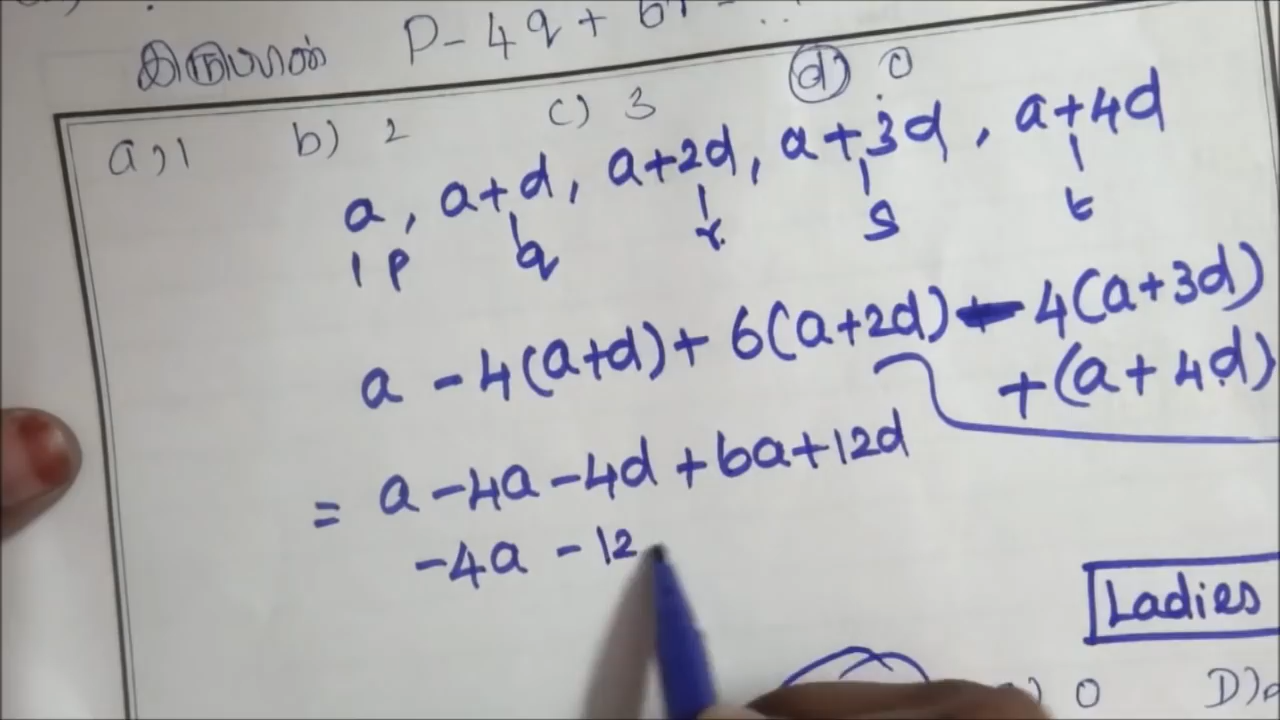 இருப்பின் P - 4q + 6r -
a) 1 b) 2 c) 3 d) 0
a, a+d, a+2d, a+3d, a+4d
p q r s t
a - 4(a+d) + 6(a+2d) - 4(a+3d)
+ (a + 4d)
= a - 4a - 4d + 6a + 12d
- 4a - 12
Ladies
) 0 D)